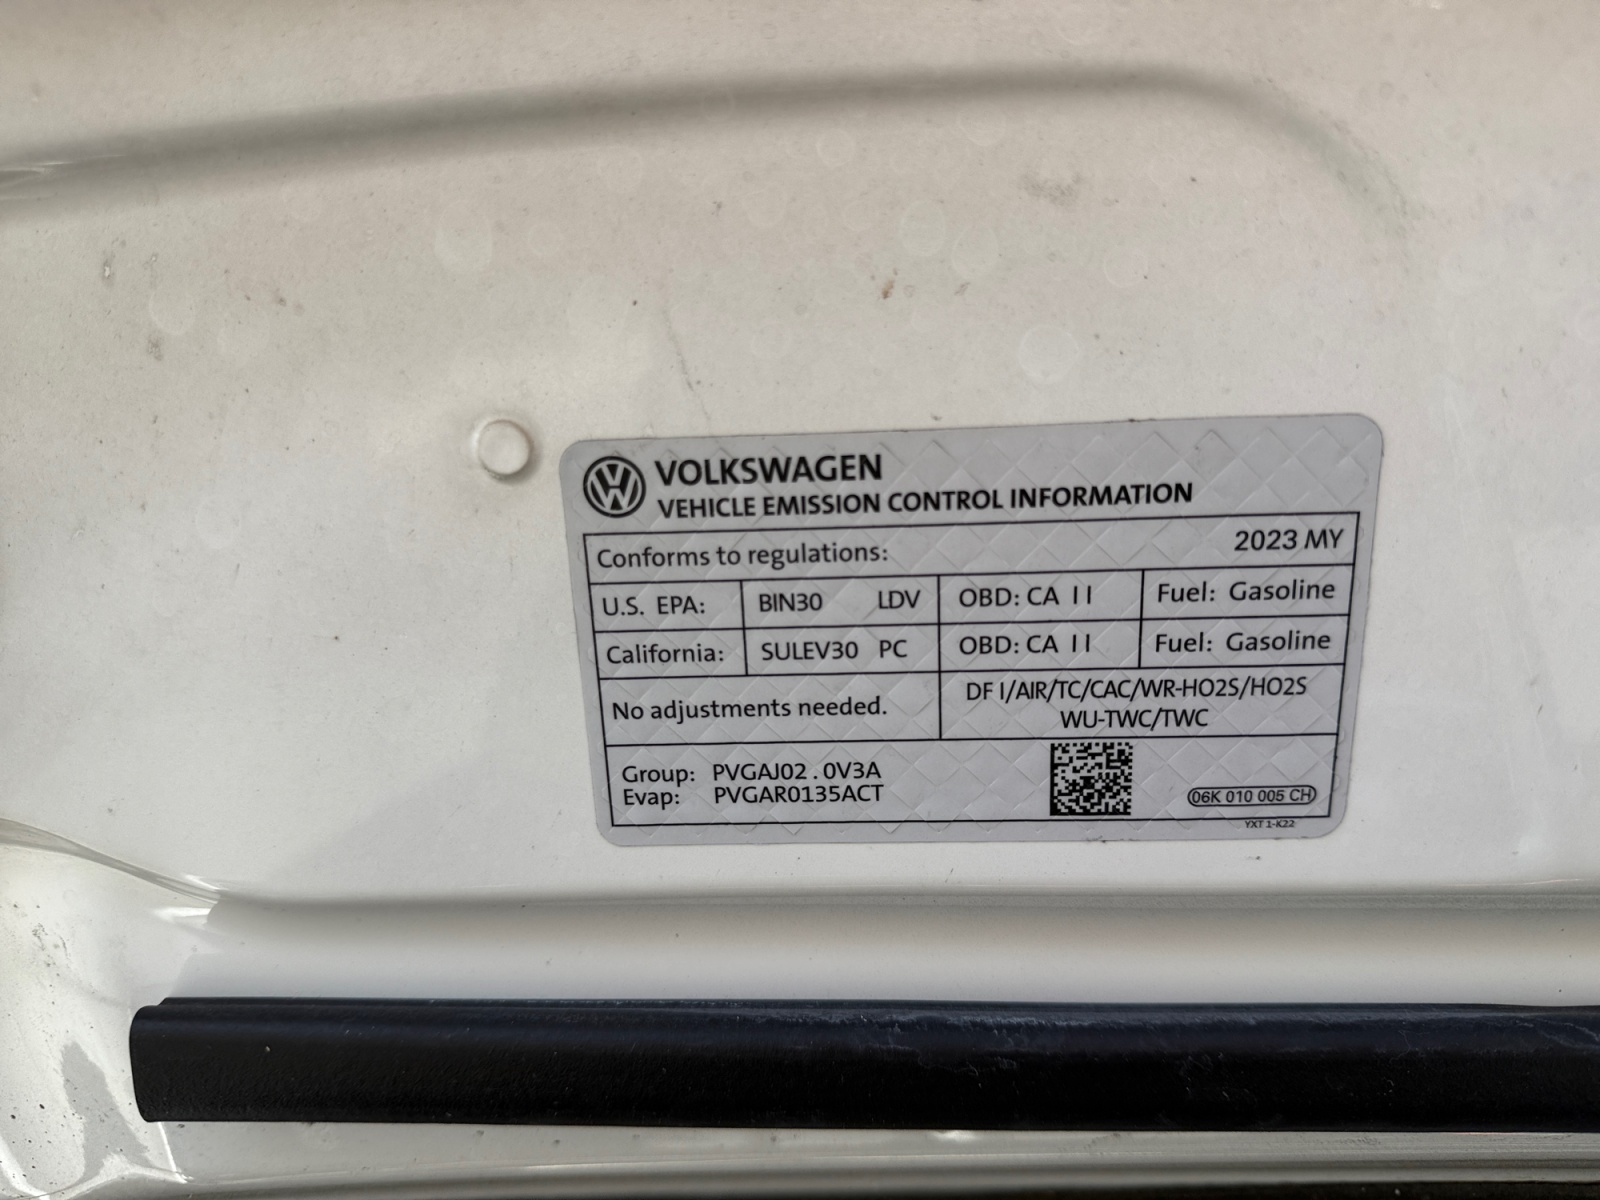 VOLKSWAGEN
VEHICLE EMISSION CONTROL INFORMATION
Conforms to regulations: 2023 MY
U.S. EPA: BIN30 LDV OBD: CA II Fuel: Gasoline
California: SULEV30 PC OBD: CA II Fuel: Gasoline
No adjustments needed. DFI/AIR/TC/CAC/WR-HO2S/HO2S
WU-TWC/TWC
Group: PVGAJ02.0V3A
Evap: PVGAR0135ACT
06K 010 005 CH
YXT 1-K22